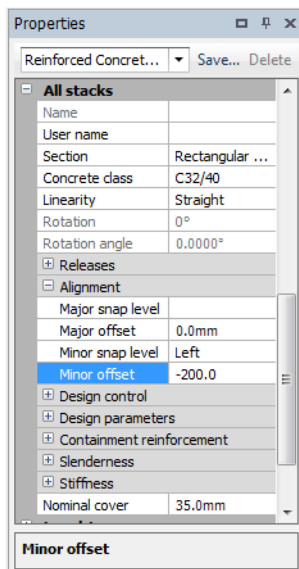 Properties
Reinforced Concret... Save... Delete
All stacks
Name
User name
Section Rectangular ...
Concrete class C32/40
Linearity Straight
Rotation 0°
Rotation angle 0.0000°
Releases
Alignment
Major snap level
Major offset 0.0mm
Minor snap level Left
Minor offset -200.0
Design control
Design parameters
Containment reinforcement
Slenderness
Stiffness
Nominal cover 35.0mm
Minor offset